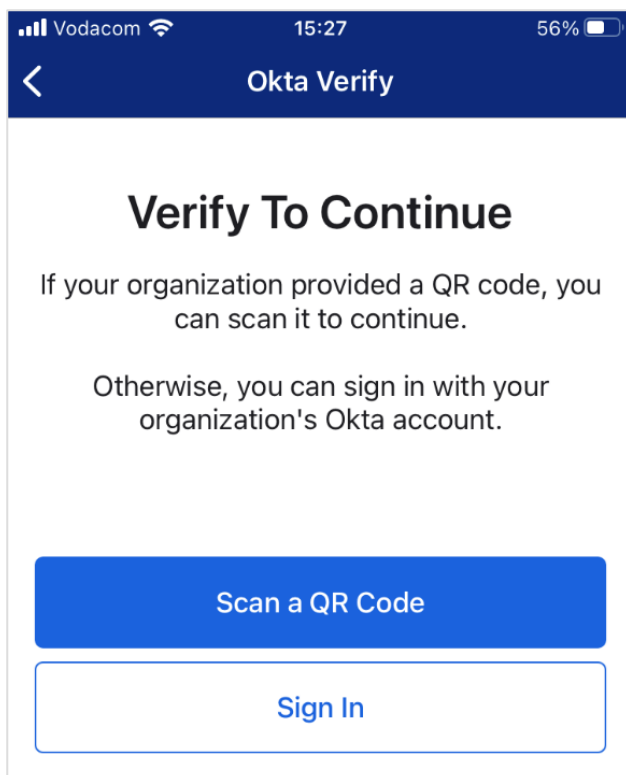 Vodacom 15:27 56%
Okta Verify
Verify To Continue
If your organization provided a QR code, you
can scan it to continue.
Otherwise, you can sign in with your
organization's Okta account.
Scan a QR Code
Sign In